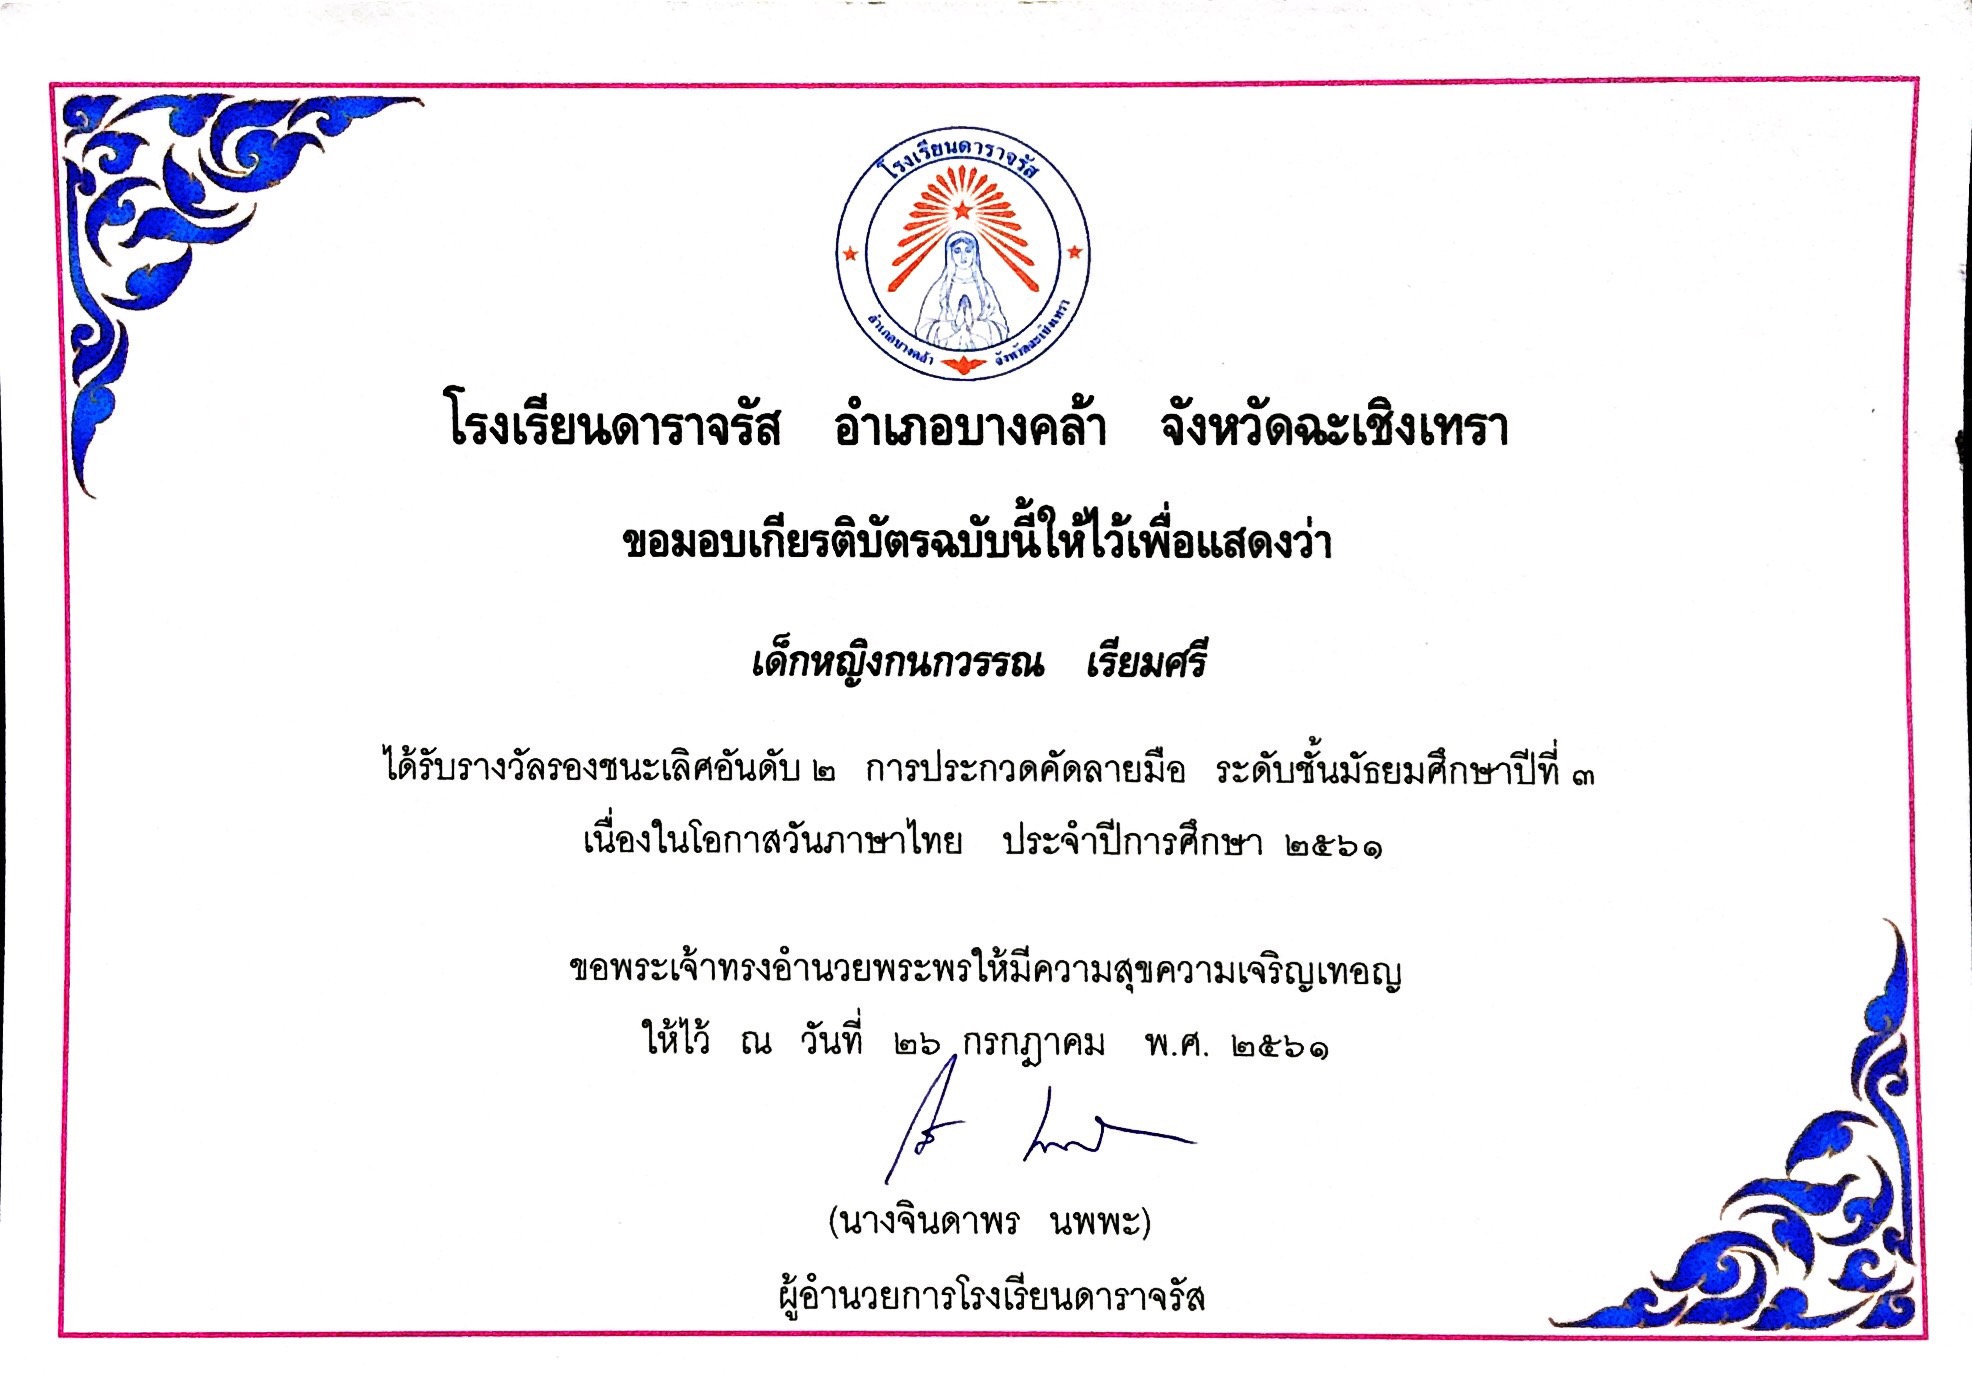 โรงเรียนดาราจรัส
อำเภอบางคล้า จังหวัดฉะเชิงเทรา
โรงเรียนดาราจรัส อำเภอบางคล้า จังหวัดฉะเชิงเทรา
ขอมอบเกียรติบัตรฉบับนี้ให้ไว้เพื่อแสดงว่า
เด็กหญิงกนกวรรณ เรียมศรี
ได้รับรางวัลรองชนะเลิศอันดับ ๒ การประกวดคัดลายมือ ระดับชั้นมัธยมศึกษาปีที่ ๓
เนื่องในโอกาสวันภาษาไทย ประจำปีการศึกษา ๒๕๖๑
ขอพระเจ้าทรงอำนวยพระพรให้มีความสุขความเจริญเทอญ
ให้ไว้ ณ วันที่ ๒๖ กรกฎาคม พ.ศ. ๒๕๖๑
(นางจินดาพร นพพะ)
ผู้อำนวยการโรงเรียนดาราจรัส